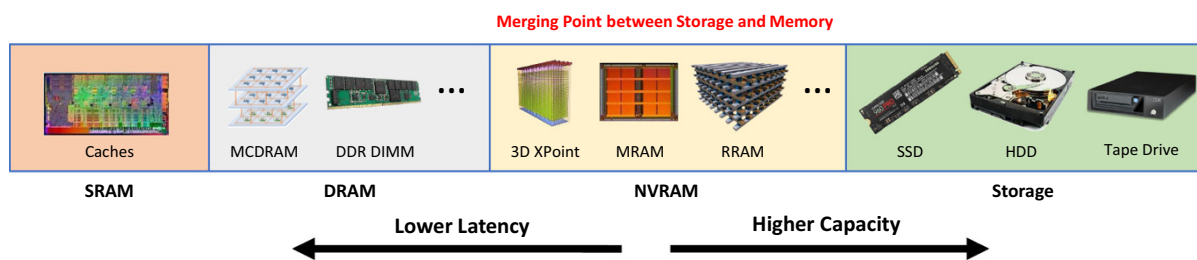 Merging Point between Storage and Memory
...
...
Caches
MCDRAM
DDR DIMM
3D XPoint
MRAM
RRAM
SSD
HDD
Tape Drive
SRAM
DRAM
NVRAM
Storage
Lower Latency
Higher Capacity